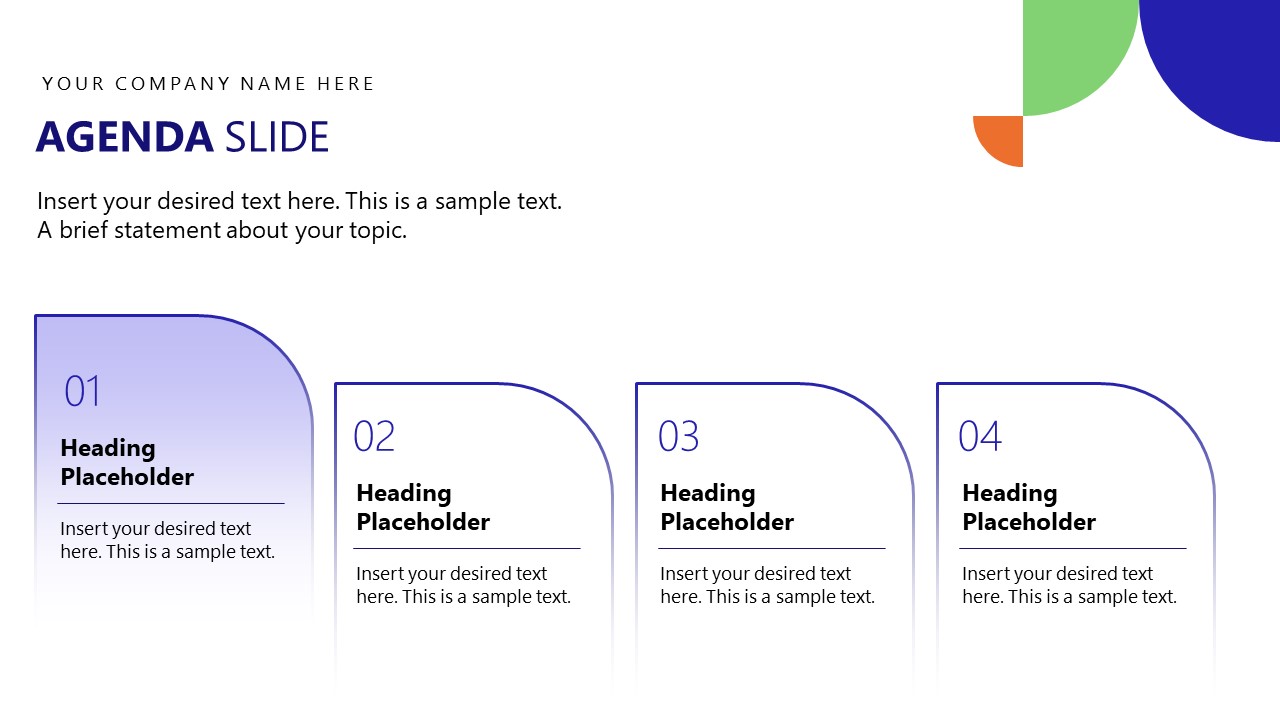 YOUR COMPANY NAME HERE
AGENDA SLIDE
Insert your desired text here. This is a sample text.
A brief statement about your topic.
01
Heading
Placeholder
Insert your desired text
here. This is a sample text.
02
Heading
Placeholder
Insert your desired text
here. This is a sample text.
03
Heading
Placeholder
Insert your desired text
here. This is a sample text.
04
Heading
Placeholder
Insert your desired text
here. This is a sample text.